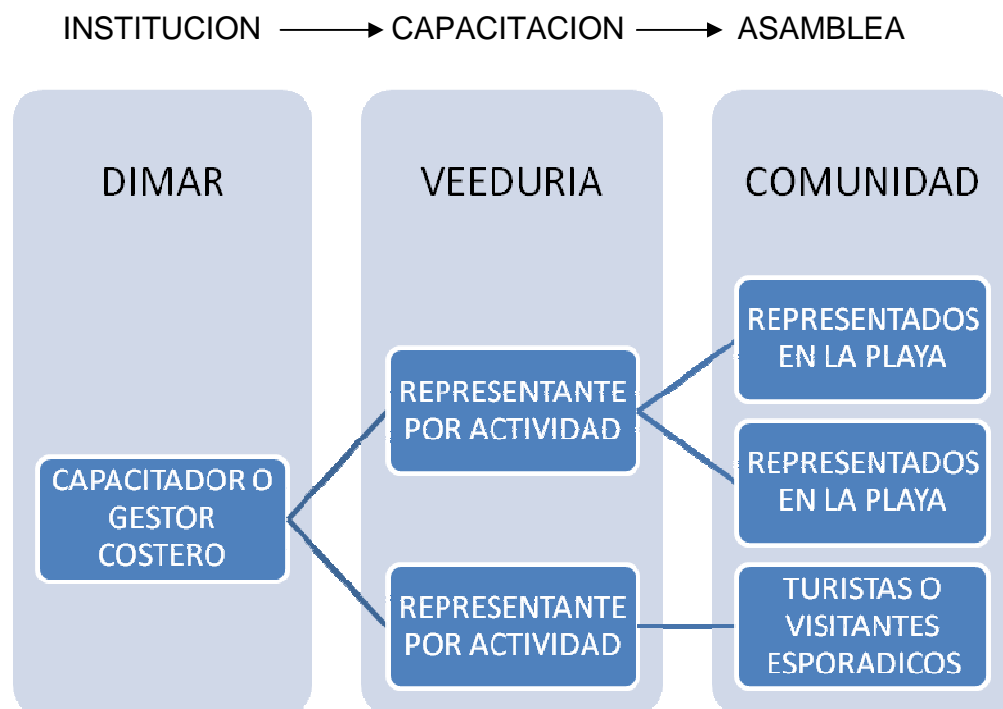 INSTITUCION → CAPACITACION → ASAMBLEA
DIMAR
VEEDURIA
COMUNIDAD
CAPACITADOR O
GESTOR
COSTERO
REPRESENTANTE
POR ACTIVIDAD
REPRESENTANTE
POR ACTIVIDAD
REPRESENTADOS
EN LA PLAYA
REPRESENTADOS
EN LA PLAYA
TURISTAS O
VISITANTES
ESPORADICOS